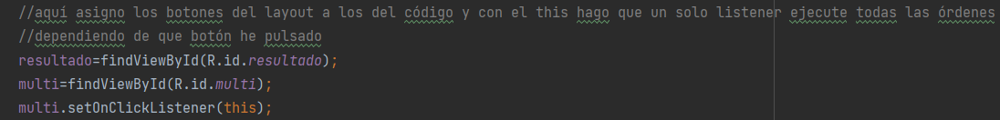 //aquí asigno los botones del layout a los del código y con el this hago que un solo listener ejecute todas las órdenes
//dependiendo de que botón he pulsado
resultado=findViewById(R.id.resultado);
multi=findViewById(R.id.multi);
multi.setOnClickListener(this);